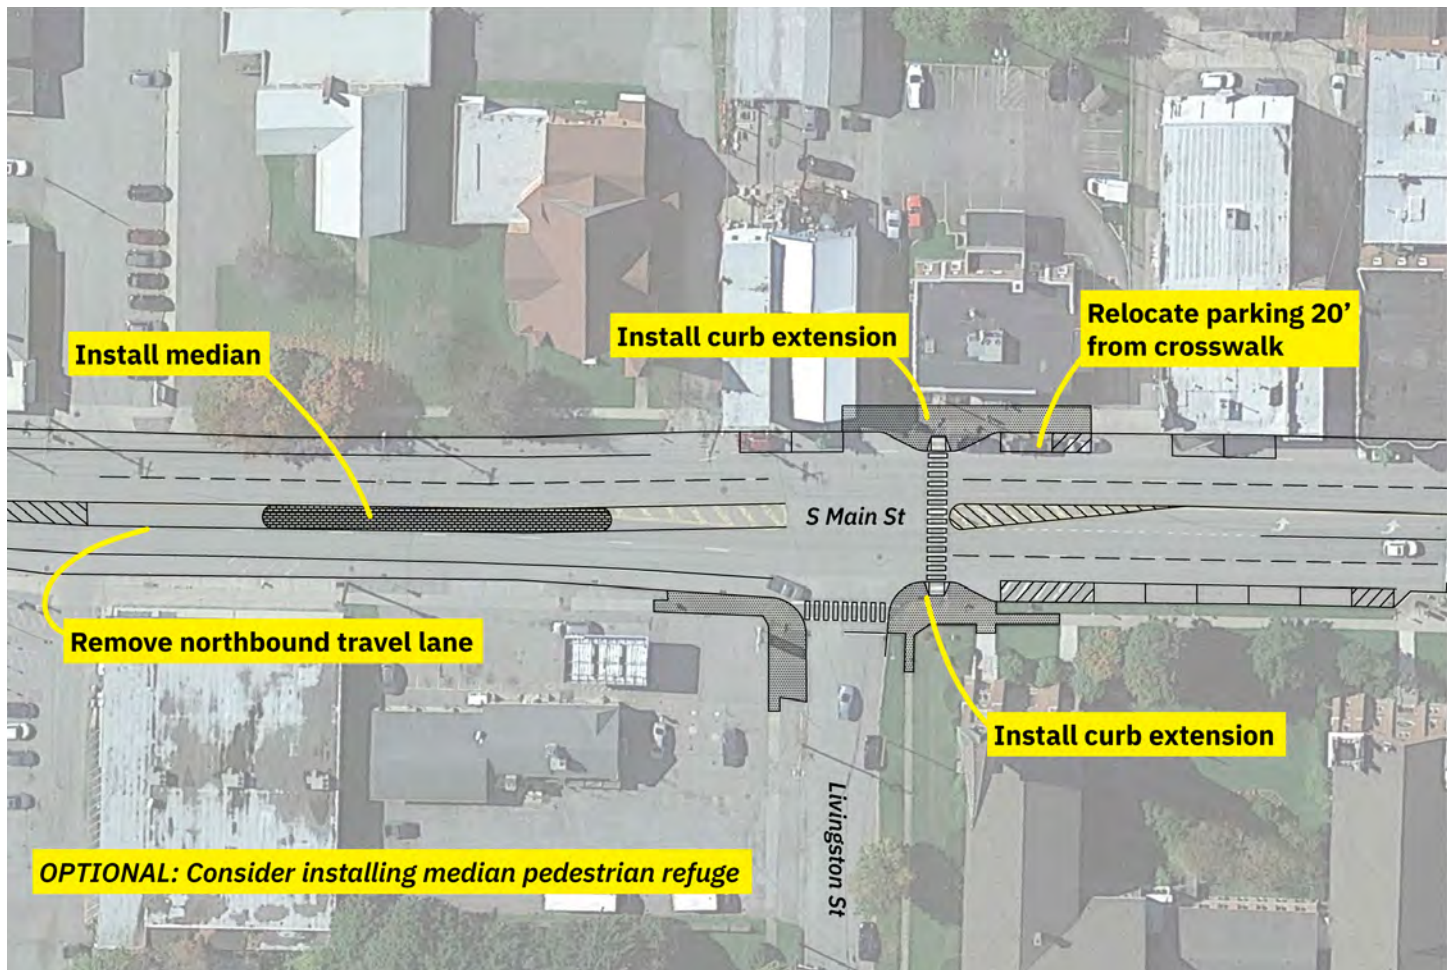 Relocate parking 20’
from crosswalk
Install curb extension
Install median
S Main St
Remove northbound travel lane
Install curb extension
Livingston St
OPTIONAL: Consider installing median pedestrian refuge